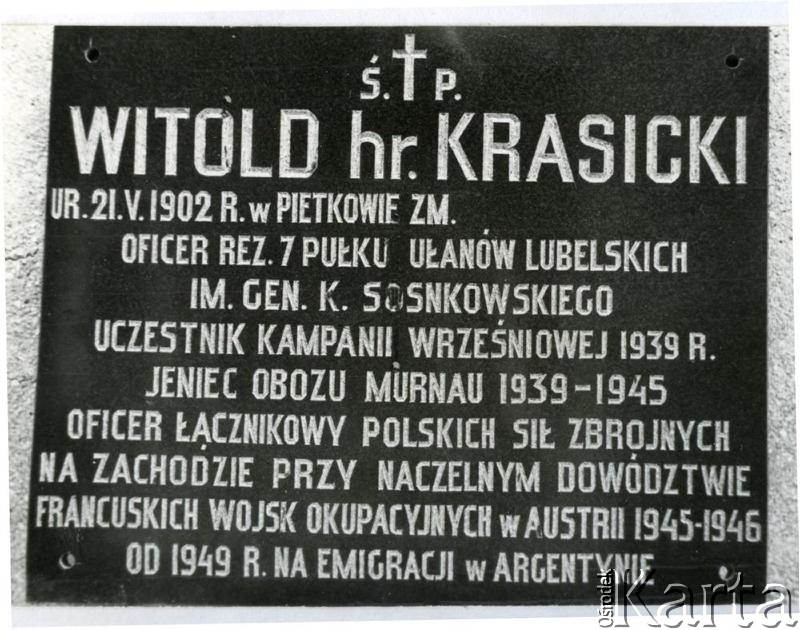 Ś. P.
WITOLD hr. KRASICKI
UR. 21.V.1902 R. w PIETKOWIE ZM.
OFICER REZ. 7 PUŁKU UŁANÓW LUBELSKICH
IM. GEN. K. SOSNKOWSKIEGO
UCZESTNIK KAMPANII WRZEŚNIOWEJ 1939 R.
JENIEC OBOZU MURNAU 1939-1945
OFICER ŁĄCZNIKOWY POLSKICH SIŁ ZBROJNYCH
NA ZACHODZIE PRZY NACZELNYM DOWÓDZTWIE
FRANCUSKICH WOJSK OKUPACYJNYCH w AUSTRII 1945-1946
OD 1949 R. NA EMIGRACJI w ARGENTYNIE
Ośrodek Karta